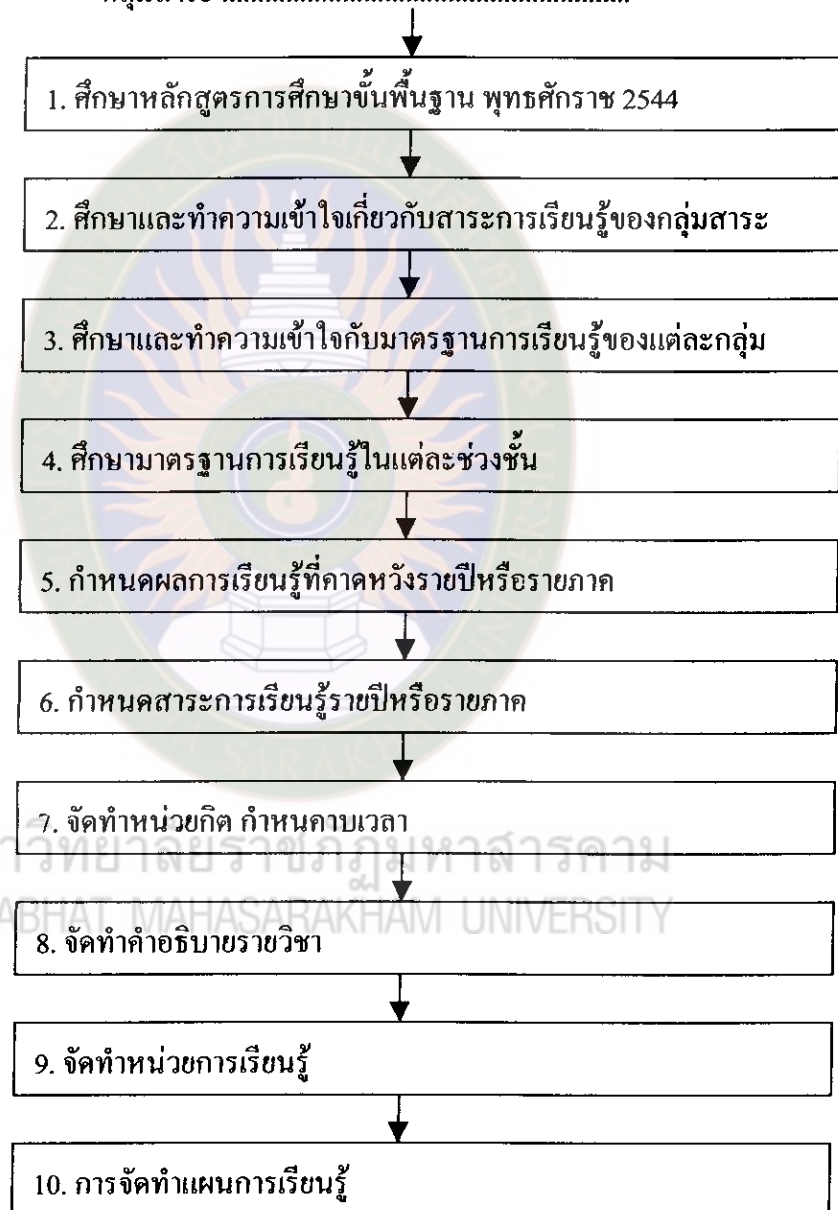 1. ศึกษาหลักสูตรการศึกษาขั้นพื้นฐาน พุทธศักราช 2544
2. ศึกษาและทำความเข้าใจเกี่ยวกับสาระการเรียนรู้ของกลุ่มสาระ
3. ศึกษาและทำความเข้าใจกับมาตรฐานการเรียนรู้ของแต่ละกลุ่ม
4. ศึกษามาตรฐานการเรียนรู้ในแต่ละช่วงชั้น
5. กำหนดผลการเรียนรู้ที่คาดหวังรายปีหรือรายภาค
6. กำหนดสาระการเรียนรู้รายปีหรือรายภาค
7. จัดทำหน่วยกิต กำหนดคาบเวลา
าวิทยาลัยราชภัฏมหาสารคาม
ABHAT MAHASARAKHAM UNIVERSITY
8. จัดทำคำอธิบายรายวิชา
9. จัดทำหน่วยการเรียนรู้
10. การจัดทำแผนการเรียนรู้